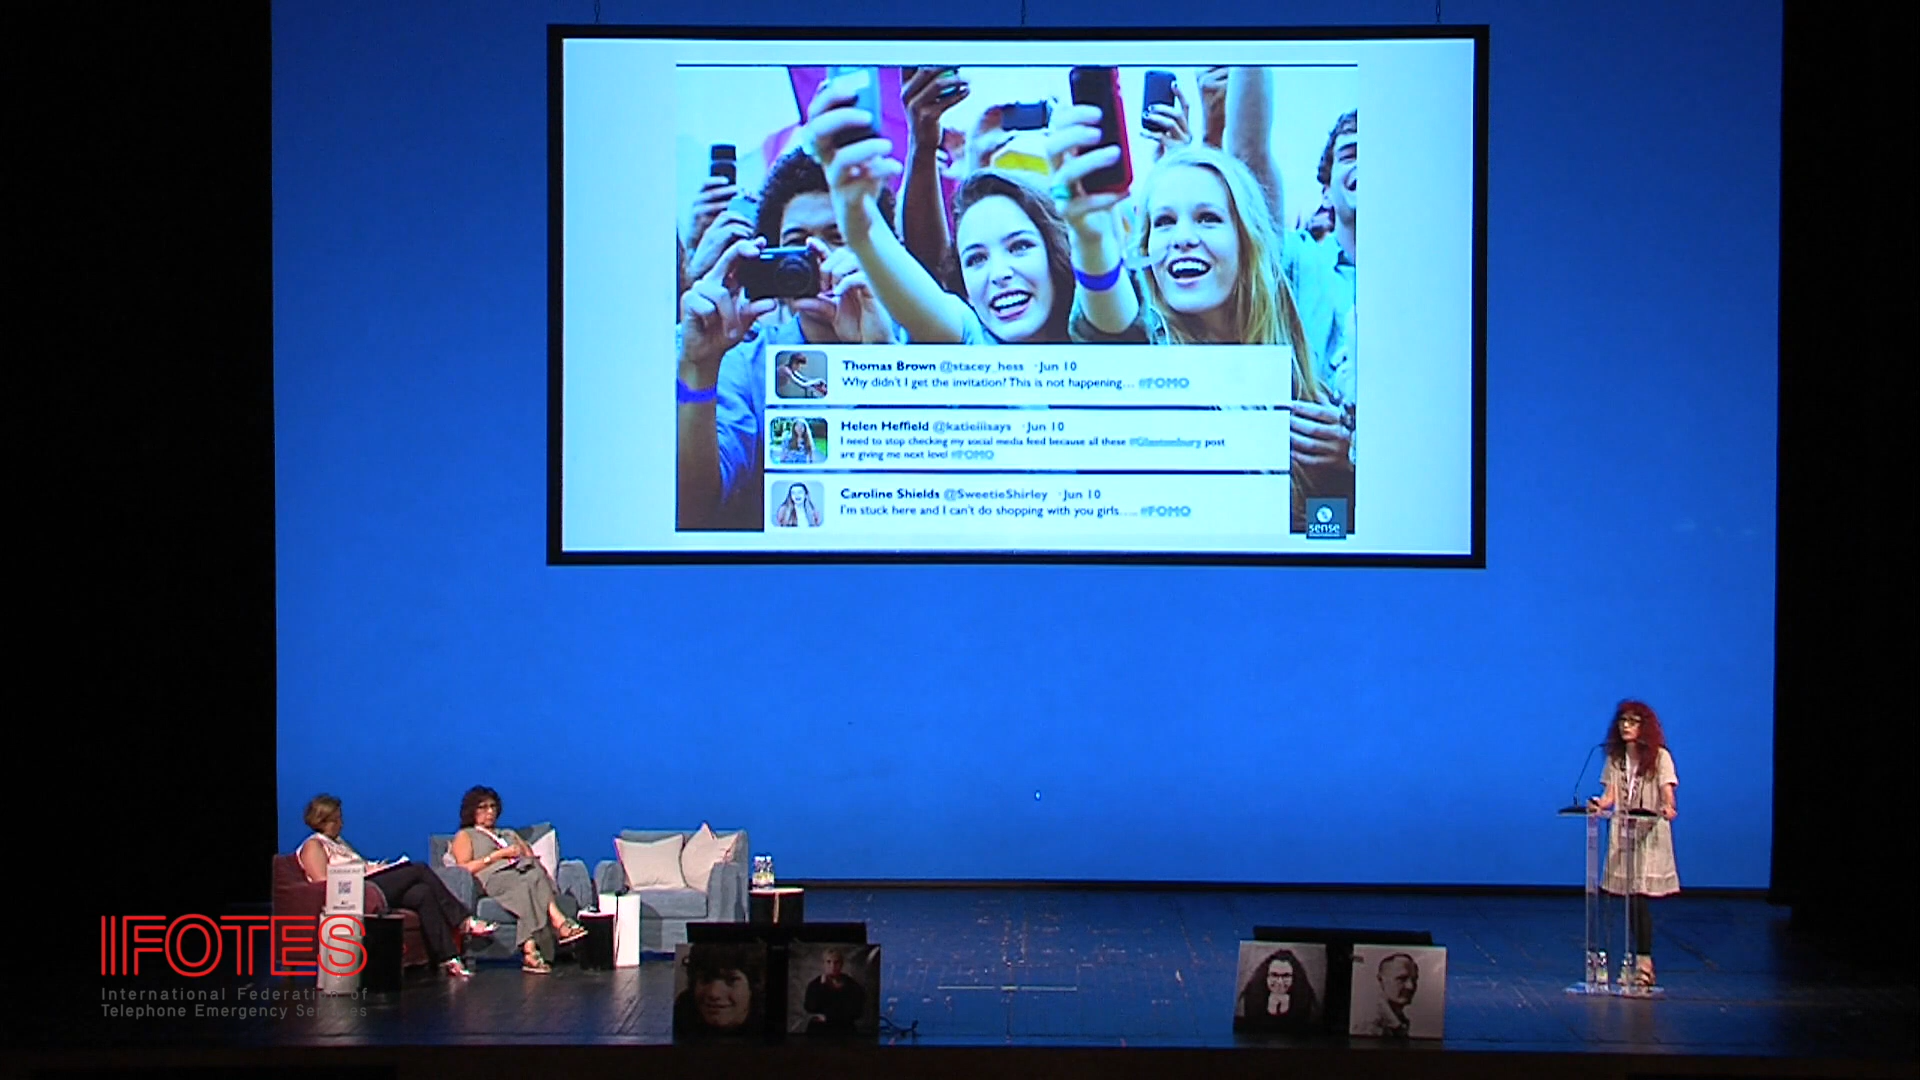 Thomas Brown @stacey_hess · Jun 10
Why didn't I get the invitation? This is not happening... #FOMO
Helen Heffield @katieiiisays · Jun 10
I need to stop checking my social media feed because all these #Glastonbury post
are giving me next level #FOMO
Caroline Shields @SweetieShirley · Jun 10
I'm stuck here and I can't do shopping with you girls..... #FOMO
sense
IFOTES
International Federation of
Telephone Emergency Services